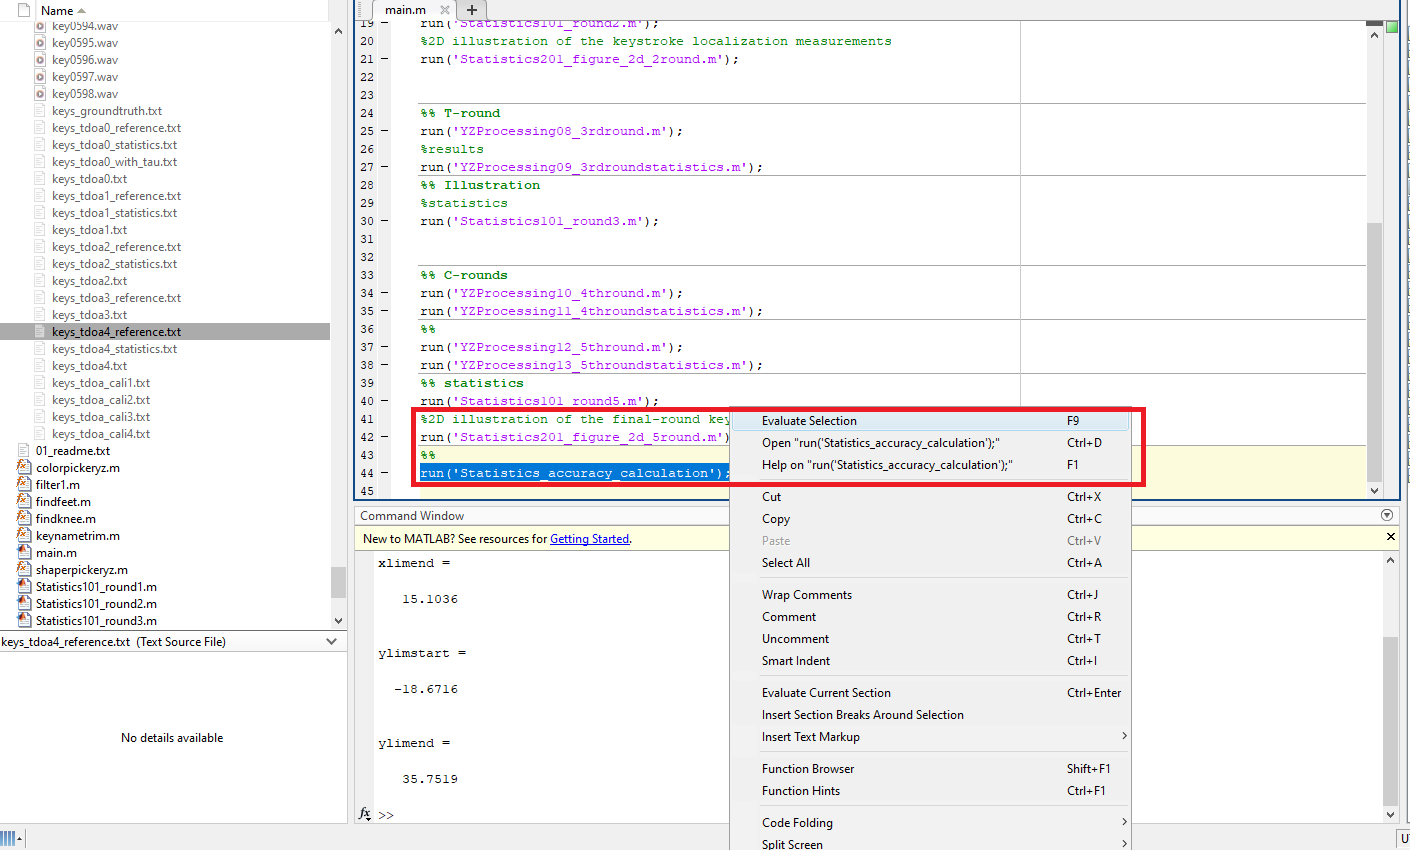 Name
key0594.wav
key0595.wav
key0596.wav
key0597.wav
key0598.wav
keys_groundtruth.txt
keys_tdoa0_reference.txt
keys_tdoa0_statistics.txt
keys_tdoa0_with_tau.txt
keys_tdoa0.txt
keys_tdoa1_reference.txt
keys_tdoa1_statistics.txt
keys_tdoa1.txt
keys_tdoa2_reference.txt
keys_tdoa2_statistics.txt
keys_tdoa2.txt
keys_tdoa3_reference.txt
keys_tdoa3.txt
keys_tdoa4_reference.txt
keys_tdoa4_statistics.txt
keys_tdoa4.txt
keys_tdoa_cali1.txt
keys_tdoa_cali2.txt
keys_tdoa_cali3.txt
keys_tdoa_cali4.txt
01_readme.txt
colorpickeryz.m
filter1.m
findfeet.m
findknee.m
keynametrim.m
main.m
shaperpickeryz.m
Statistics101_round1.m
Statistics101_round2.m
Statistics101_round3.m
keys_tdoa4_reference.txt (Text Source File)
No details available
main.m
19 – run('Statistics101_round2.m');
20 %2D illustration of the keystroke localization measurements
21 – run('Statistics201_figure_2d_2round.m');
22
23
24 %% T-round
25 – run('YZProcessing08_3rdround.m');
26 %results
27 – run('YZProcessing09_3rdroundstatistics.m');
28 %% Illustration
29 %statistics
30 – run('Statistics101_round3.m');
31
32
33 %% C-rounds
34 – run('YZProcessing10_4thround.m');
35 – run('YZProcessing11_4throundstatistics.m');
36 %%
37 – run('YZProcessing12_5thround.m');
38 – run('YZProcessing13_5throundstatistics.m');
39 %% statistics
40 – run('Statistics101_round5.m');
41 %2D illustration of the final-round key
42 – run('Statistics201_figure_2d_5round.m')
43 %%
44 – run('Statistics_accuracy_calculation');
45
Evaluate Selection F9
Open "run('Statistics_accuracy_calculation');" Ctrl+D
Help on "run('Statistics_accuracy_calculation');" F1
Cut Ctrl+X
Copy Ctrl+C
Paste Ctrl+V
Select All Ctrl+A
Wrap Comments Ctrl+J
Comment Ctrl+R
Uncomment Ctrl+T
Smart Indent Ctrl+I
Evaluate Current Section Ctrl+Enter
Insert Section Breaks Around Selection
Insert Text Markup
Function Browser Shift+F1
Function Hints Ctrl+F1
Code Folding
Split Screen
Command Window
New to MATLAB? See resources for Getting Started.
xlimend =
15.1036
ylimstart =
-18.6716
ylimend =
35.7519
fx >>